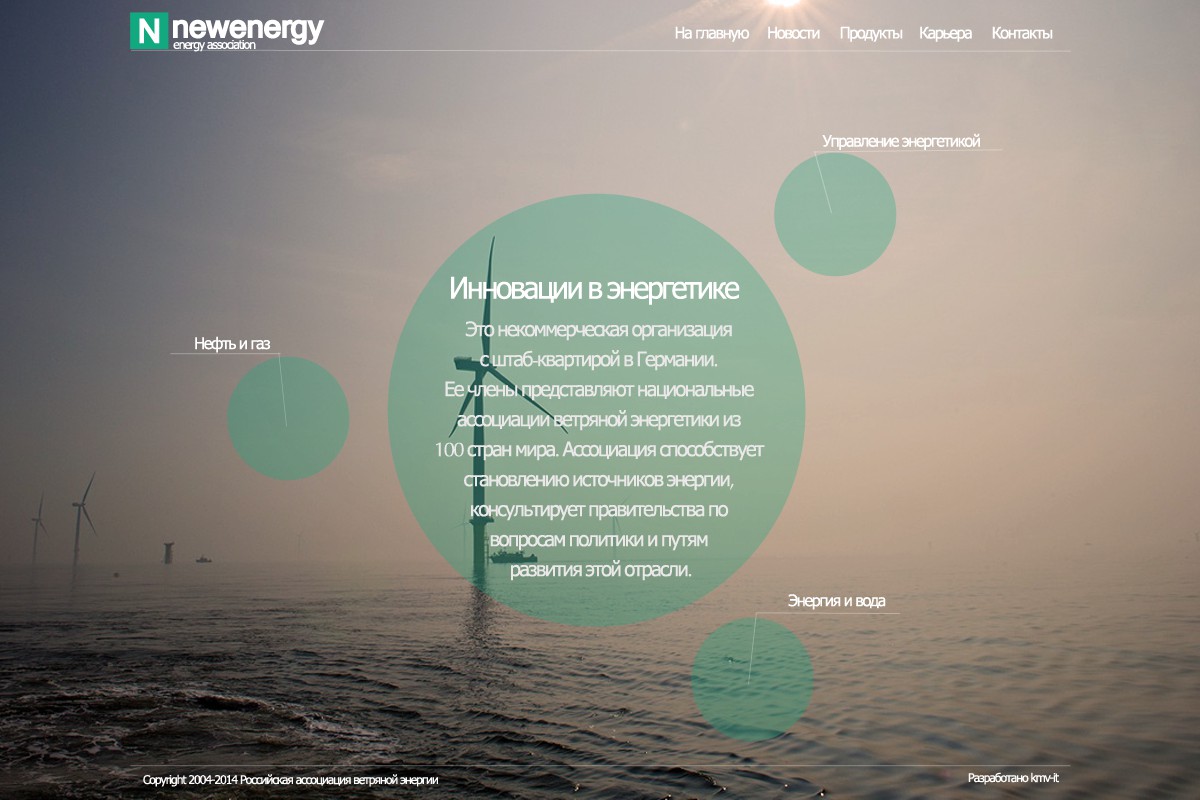 N newenergy
energy association
На главную Новости Продукты Карьера Контакты
Управление энергетикой
Инновации в энергетике
Это некоммерческая организация
с штаб-квартирой в Германии.
Ее члены представляют национальные
ассоциации ветряной энергетики из
100 стран мира. Ассоциация способствует
становлению источников энергии,
консультирует правительства по
вопросам политики и путям
развития этой отрасли.
Нефть и газ
Энергия и вода
Copyright 2004-2014 Российская ассоциация ветряной энергии
Разработано kmv-it